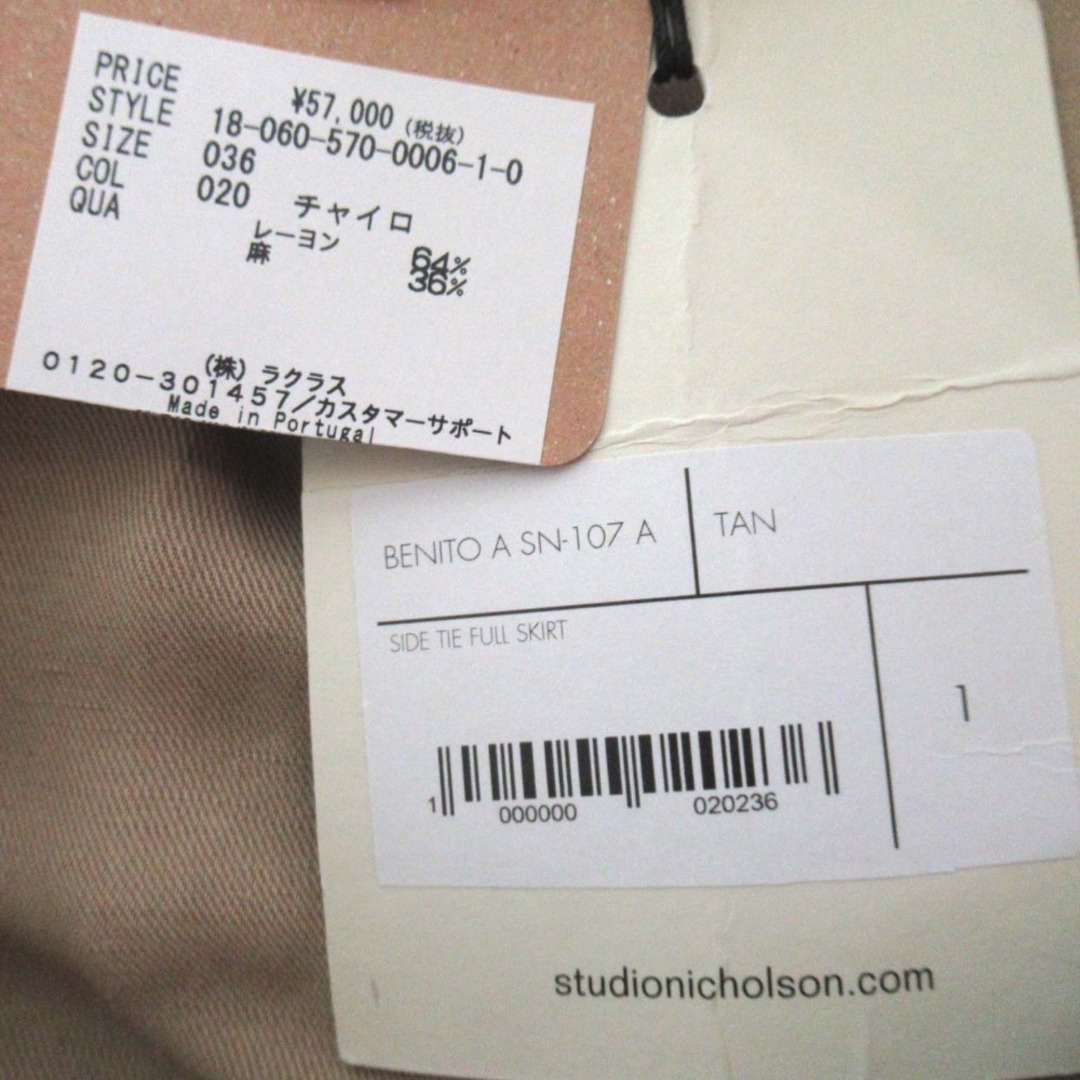 PRICE ¥57,000 (税抜)
STYLE 18-060-570-0006-1-0
SIZE 036
COL 020 チャイロ
QUA レーヨン 64%
麻 36%
(株) ラクラス
0120-301457/カスタマーサポート
Made in Portugal
BENITO A SN-107 A
TAN
SIDE TIE FULL SKIRT
1
1 000000 020236
studionicholson.com